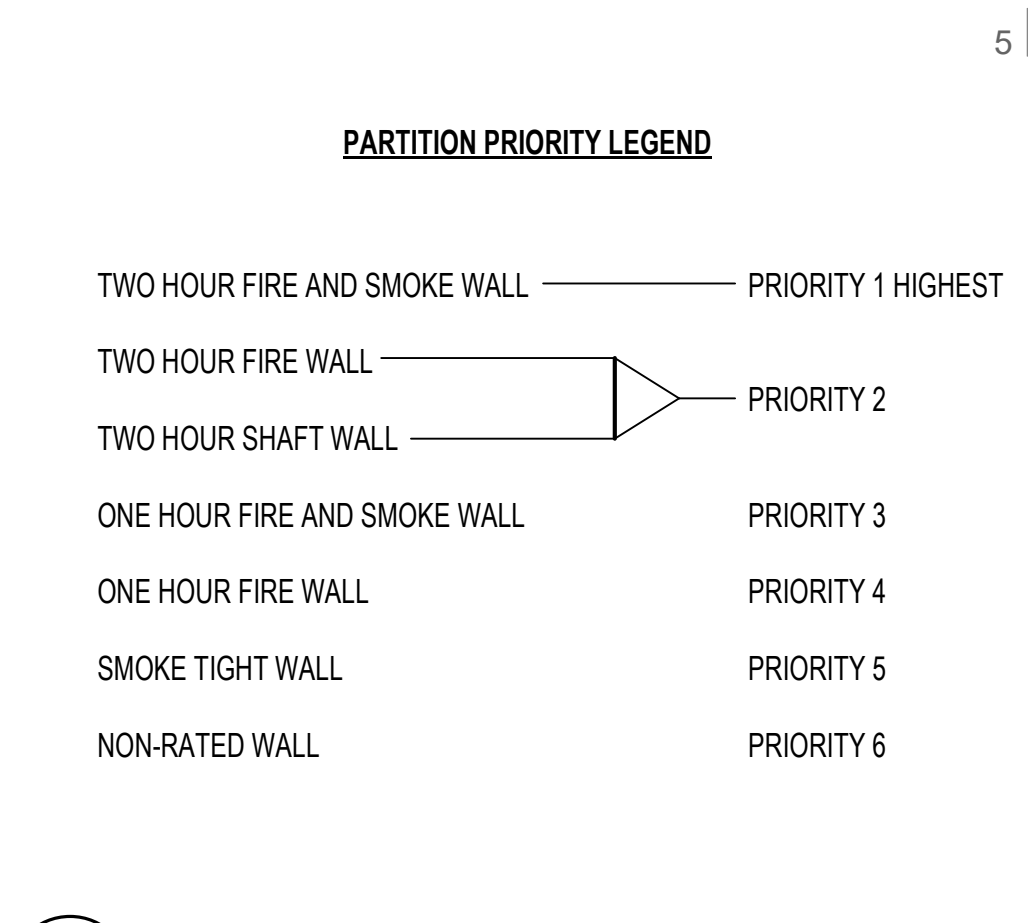 5
PARTITION PRIORITY LEGEND
TWO HOUR FIRE AND SMOKE WALL PRIORITY 1 HIGHEST
TWO HOUR FIRE WALL
PRIORITY 2
TWO HOUR SHAFT WALL
ONE HOUR FIRE AND SMOKE WALL PRIORITY 3
ONE HOUR FIRE WALL PRIORITY 4
SMOKE TIGHT WALL PRIORITY 5
NON-RATED WALL PRIORITY 6